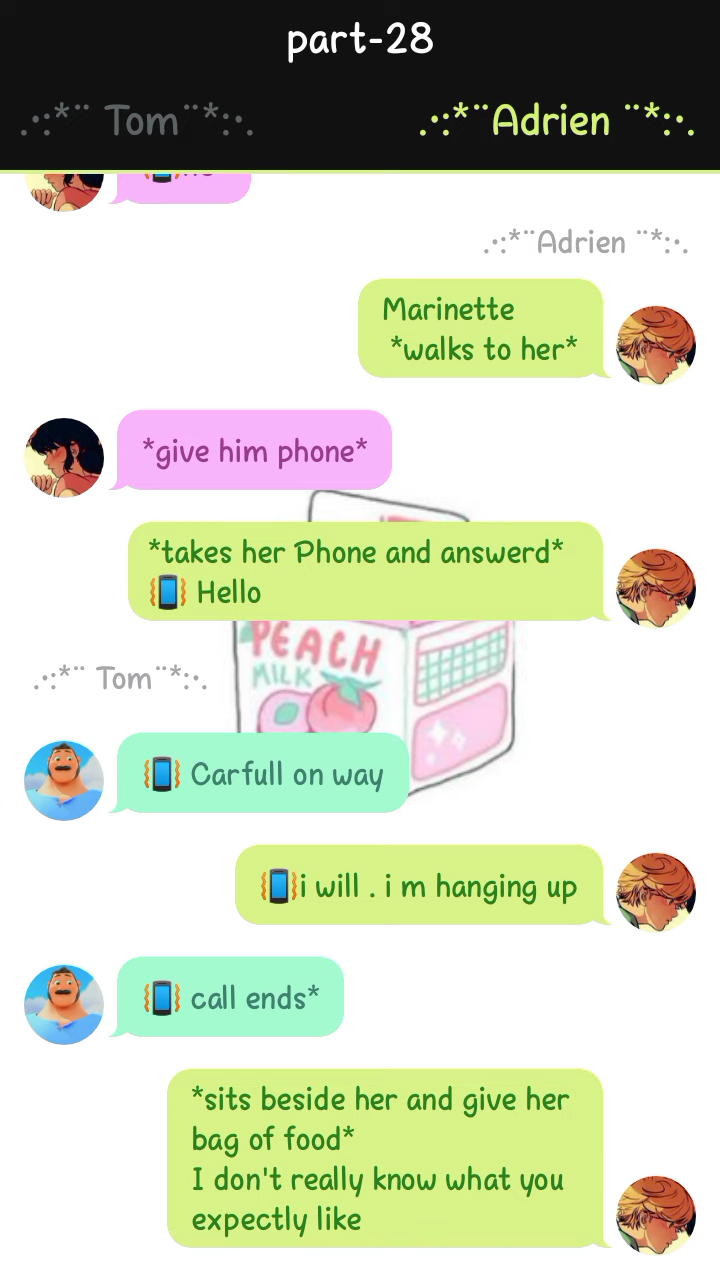 part-28
.·:*¨ Tom¨*:·.
.·:*¨Adrien ¨*:·.
.·:*¨Adrien ¨*:·.
Marinette
*walks to her*
*give him phone*
*takes her Phone and answerd*
📳 Hello
PEACH
MILK
.·:*¨ Tom¨*:·.
📳 Carfull on way
📳i will . i m hanging up
📳 call ends*
*sits beside her and give her
bag of food*
I don't really know what you
expectly like